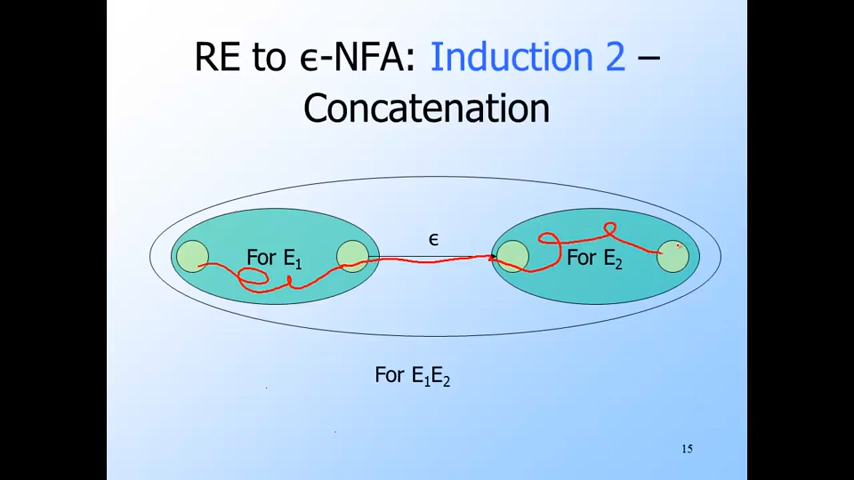 RE to ϵ-NFA: Induction 2 –
Concatenation
ϵ
For E₁
For E₂
For E₁E₂
15